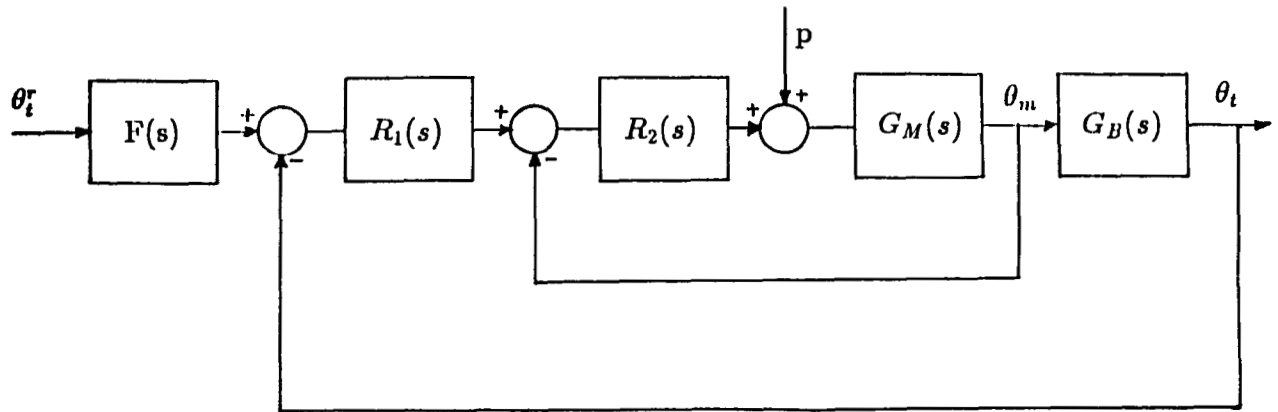 p
θ_t^r
F(s)
+
−
R_1(s)
+
−
R_2(s)
+
+
G_M(s)
θ_m
G_B(s)
θ_t